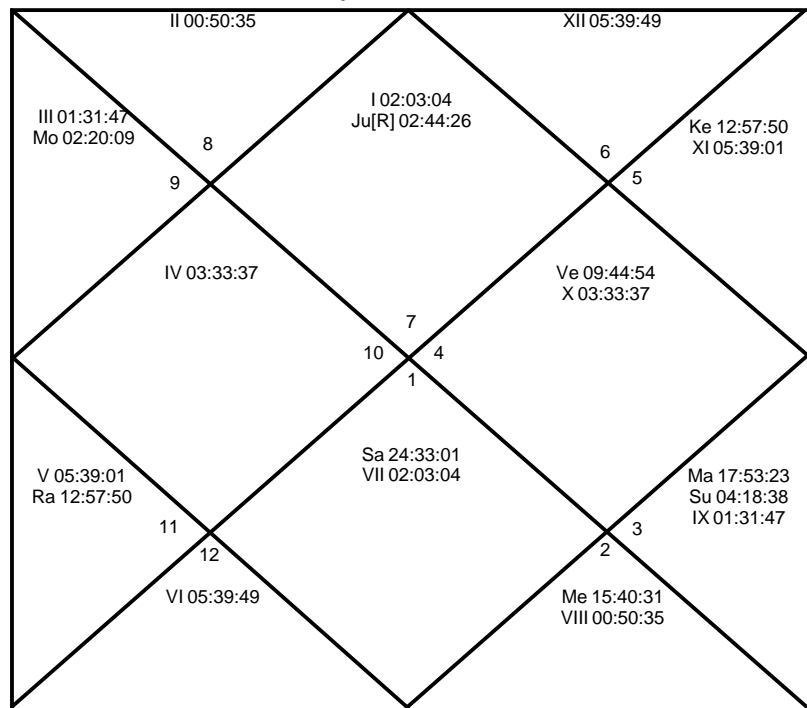 II 00:50:35
XII 05:39:49
I 02:03:04
Ju[R] 02:44:26
III 01:31:47
Mo 02:20:09
Ke 12:57:50
XI 05:39:01
8
6
9
5
IV 03:33:37
Ve 09:44:54
X 03:33:37
7
10
4
1
Sa 24:33:01
VII 02:03:04
V 05:39:01
Ra 12:57:50
Ma 17:53:23
Su 04:18:38
IX 01:31:47
11
3
12
2
VI 05:39:49
Me 15:40:31
VIII 00:50:35